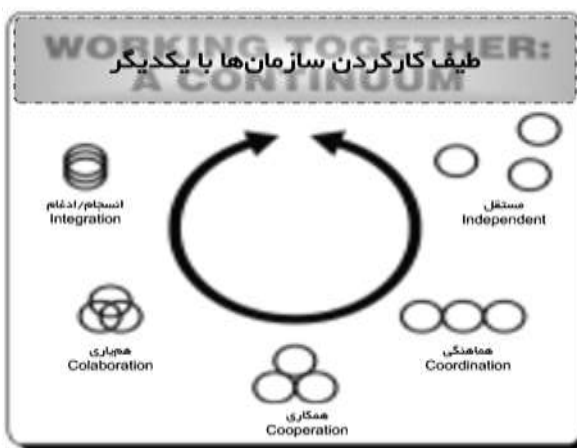 WORKING TOGETHER:
A CONTINUUM
طیف کارکردن سازمان‌ها با یکدیگر
مستقل
Independent
هماهنگی
Coordination
همکاری
Cooperation
هم‌یاری
Colaboration
انسجام/ادغام
Integration